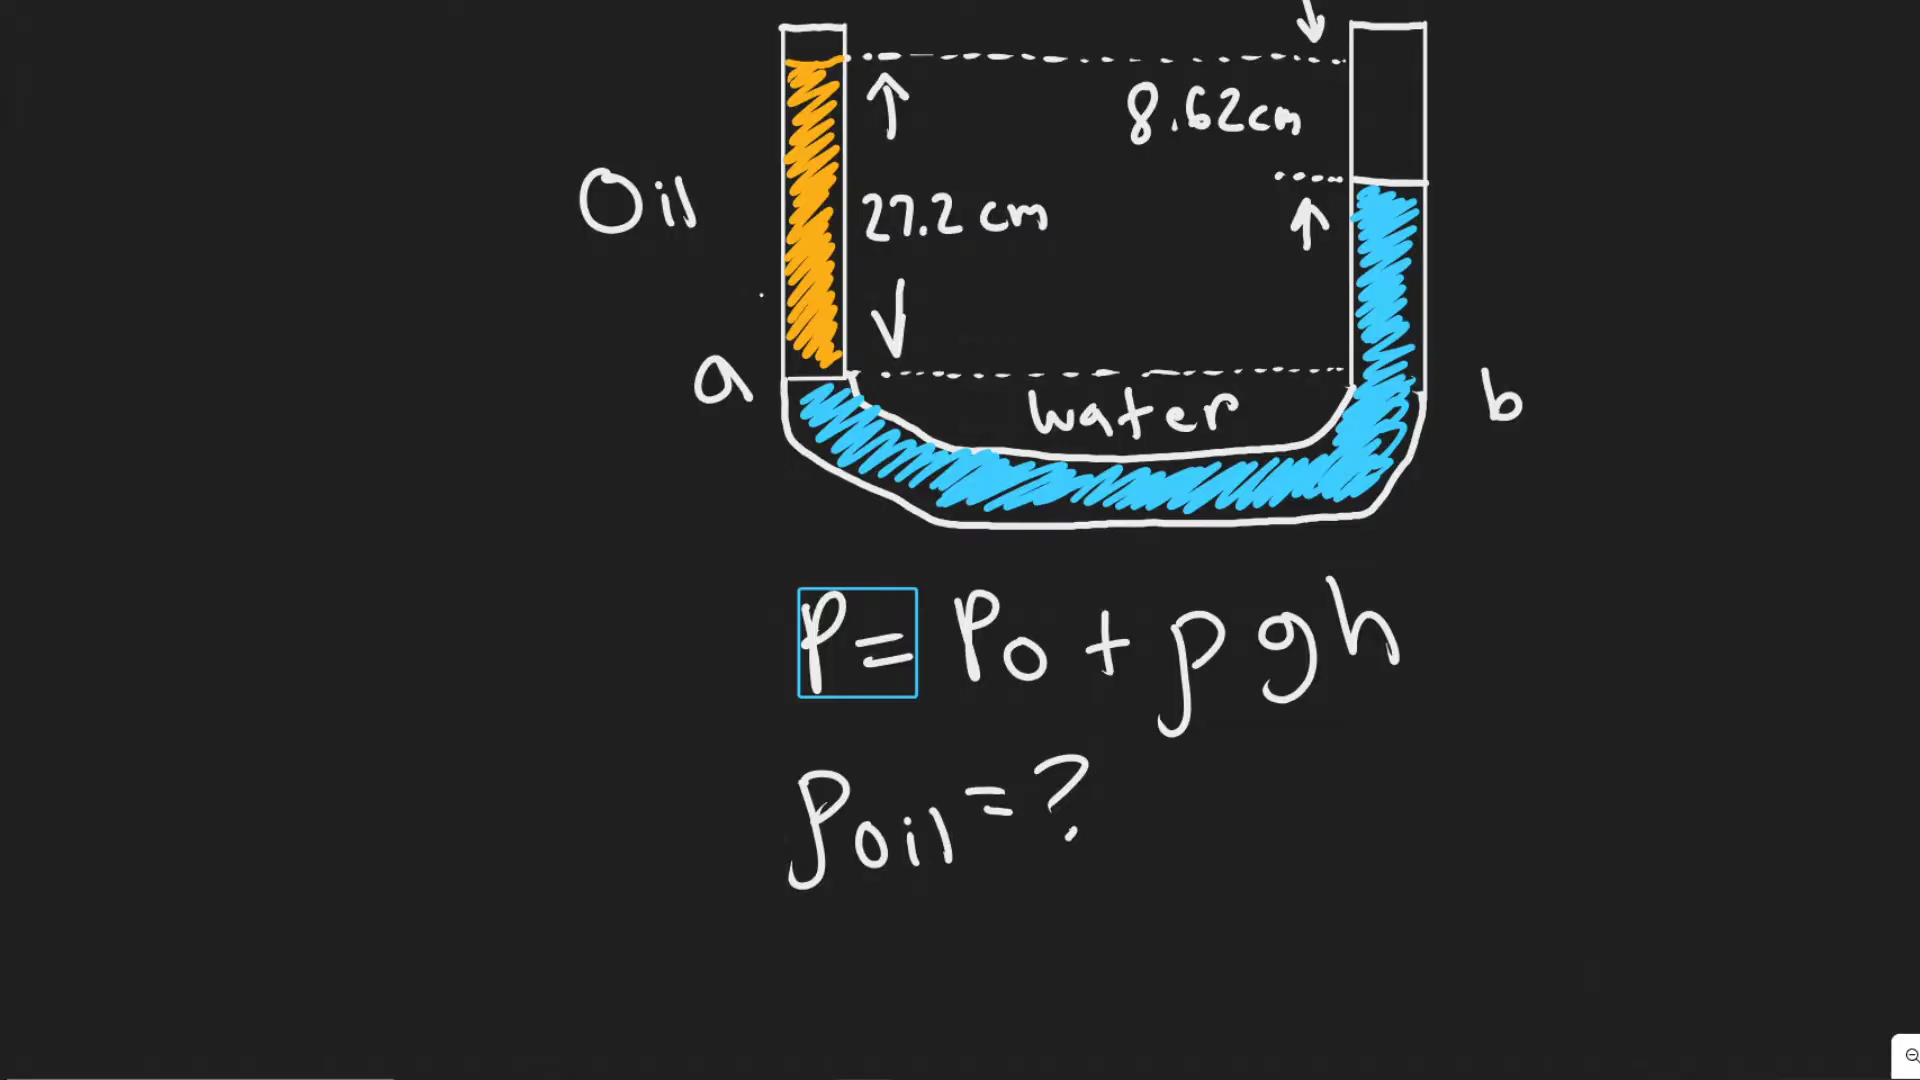 8.62cm
Oil
27.2 cm
a
water
b
P= P₀ + ρgh
ρoil = ?